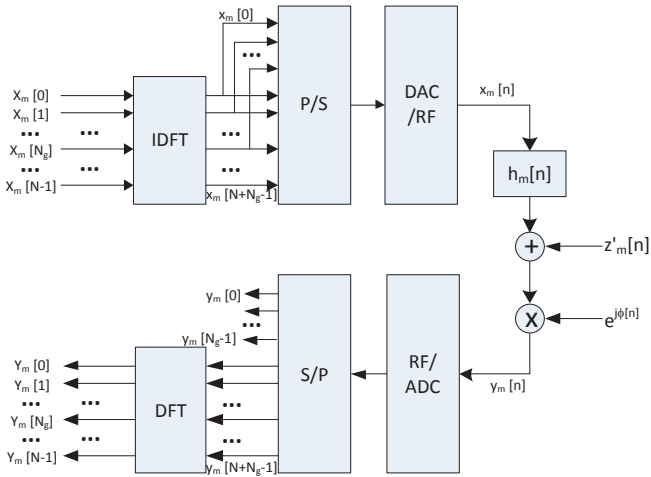 x_m [0]
...
X_m [0]
X_m [1]
... ...
X_m [N_g]
... ...
X_m [N-1]
IDFT
...
...
x_m [N+N_g-1]
P/S
DAC
/RF
x_m [n]
h_m[n]
+
z'_m[n]
X
e^{jϕ[n]}
y_m [n]
RF/
ADC
S/P
y_m [0]
...
y_m [N_g-1]
...
...
y_m [N+N_g-1]
DFT
Y_m [0]
Y_m [1]
... ...
Y_m [N_g]
... ...
Y_m [N-1]